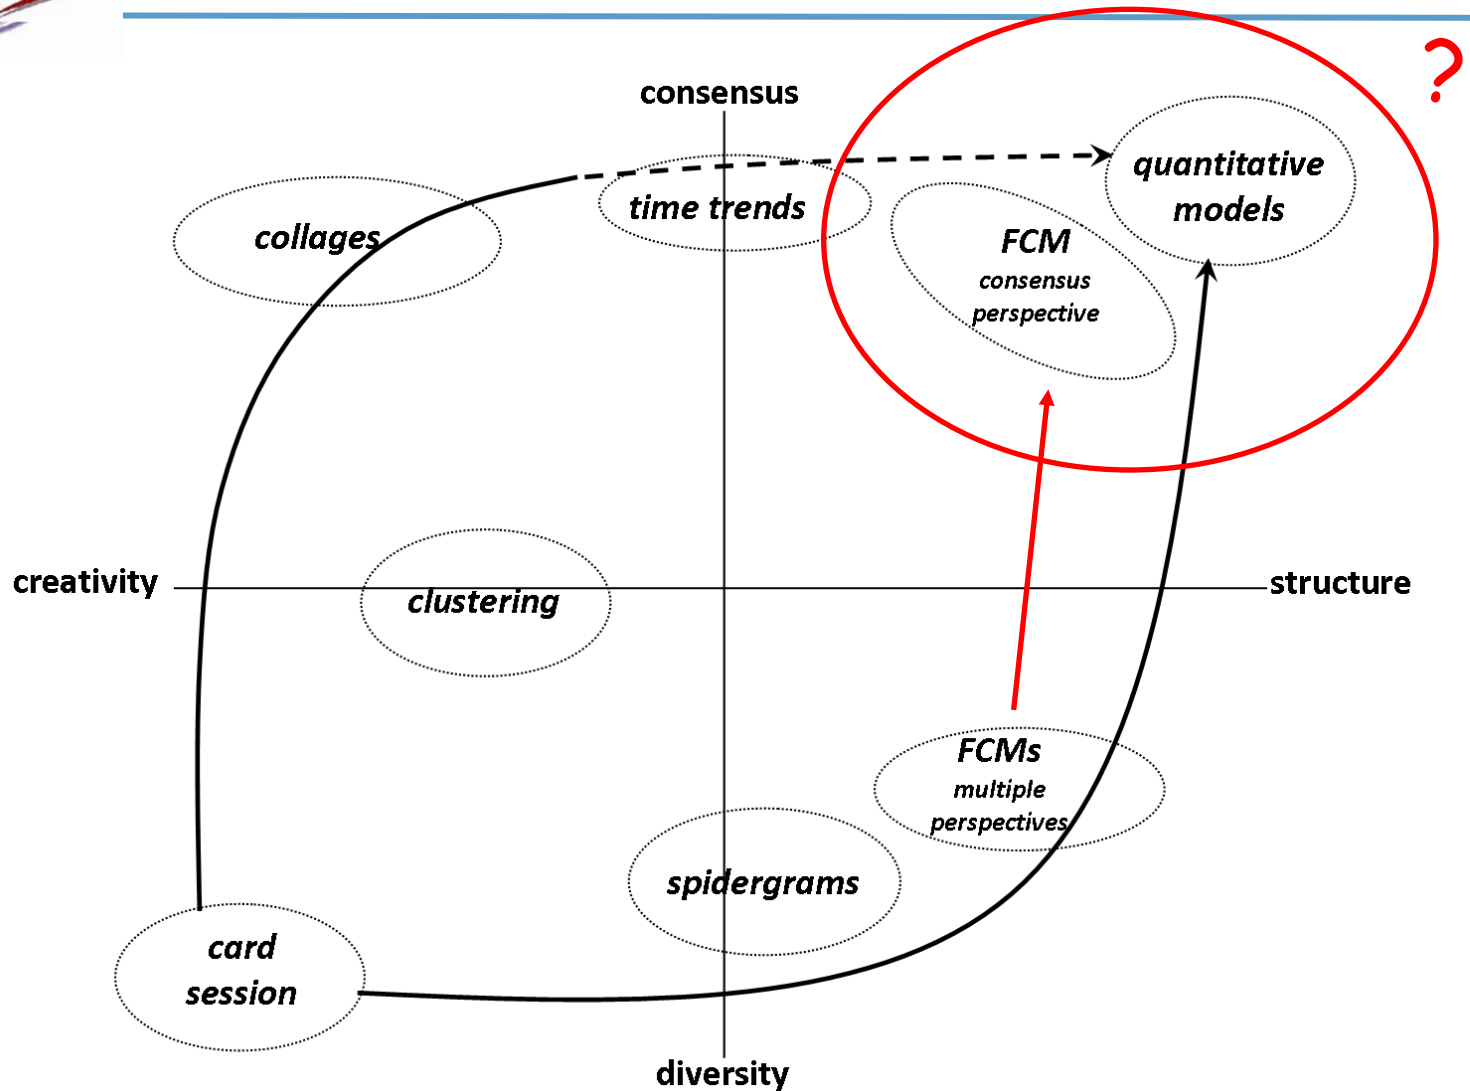 ?
consensus
quantitative
models
collages
time trends
FCM
consensus
perspective
creativity
clustering
structure
FCMs
multiple
perspectives
spidergrams
card
session
diversity